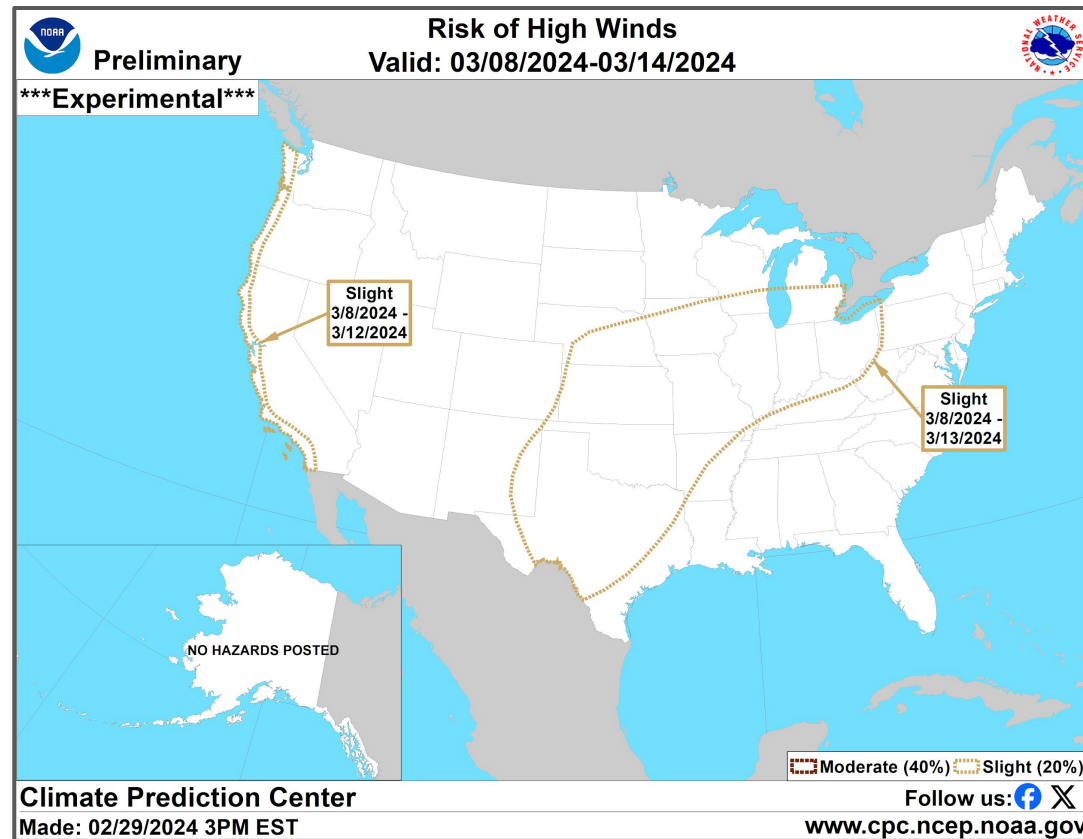 NOAA
Preliminary
Risk of High Winds
Valid: 03/08/2024-03/14/2024
NATIONAL WEATHER SERVICE
***Experimental***
Slight
3/8/2024 -
3/12/2024
Slight
3/8/2024 -
3/13/2024
NO HAZARDS POSTED
Moderate (40%) Slight (20%)
Climate Prediction Center
Follow us:
Made: 02/29/2024 3PM EST
www.cpc.ncep.noaa.gov